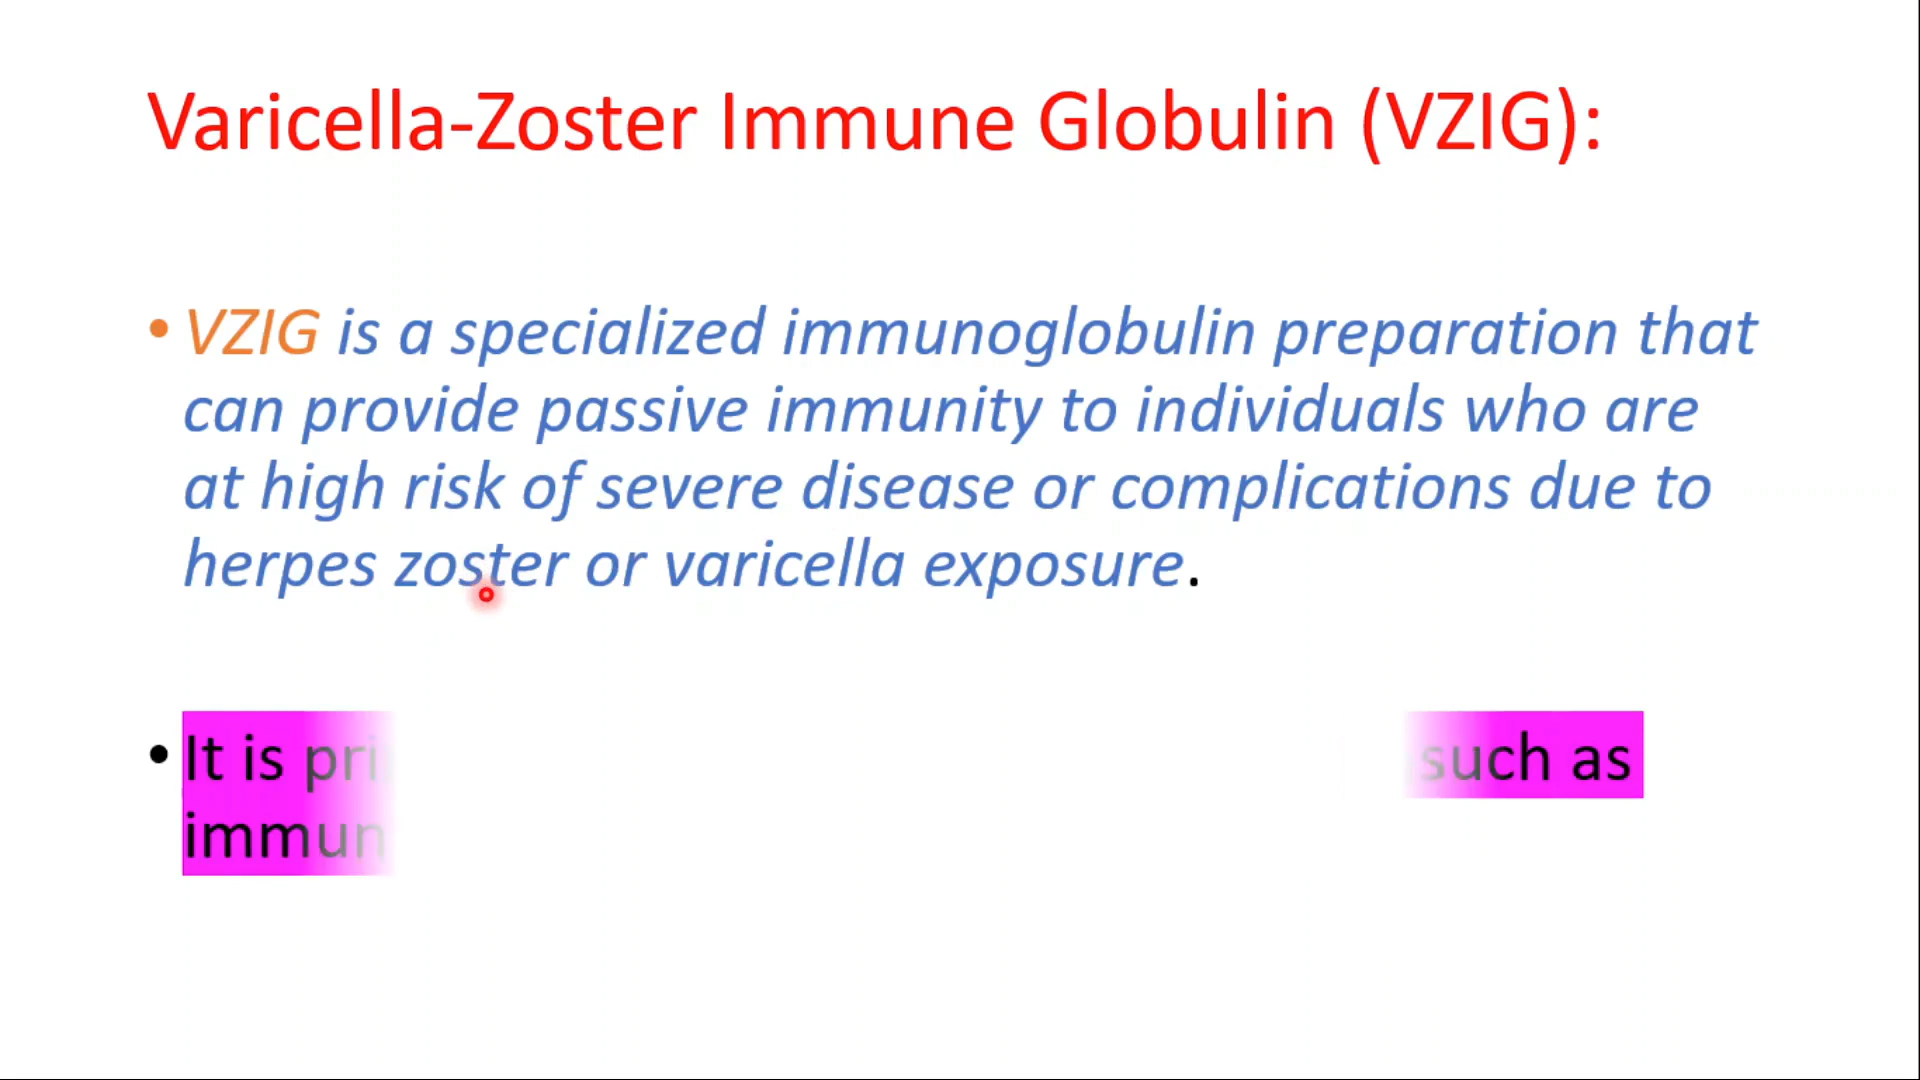 Varicella-Zoster Immune Globulin (VZIG):
• VZIG is a specialized immunoglobulin preparation that
can provide passive immunity to individuals who are
at high risk of severe disease or complications due to
herpes zoster or varicella exposure.
• It is such as